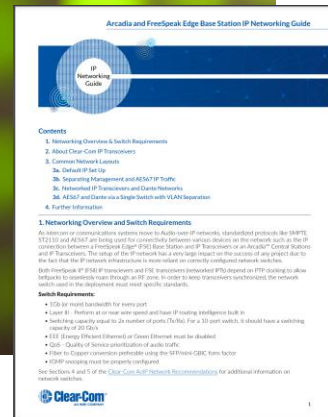 Arcadia and FreeSpeak Edge Base Station IP Networking Guide
IP
Networking
Guide
Contents
1. Networking Overview & Switch Requirements
2. About Clear-Com IP Transceivers
3. Common Network Layouts
3a. Default IP Set Up
3b. Separating Management and AES67 IP Traffic
3c. Networked IP Transceivers and Dante Networks
3d. AES67 and Dante via a Single Switch with VLAN Separation
4. Further Information
1. Networking Overview and Switch Requirements
As intercom or communications systems move to Audio-over-IP networks, standardized protocols like SMPTE
ST2110 and AES67 are being used for connectivity between various devices on the network such as the IP
connection between a FreeSpeak Edge® (FSE) Base Station and IP Transceivers or an Arcadia™ Central Stations
and IP Transceivers. The setup of the IP network has a very large impact on the success of any project due to
the fact that the IP network infrastructure is more reliant on correctly configured network switches.
Both FreeSpeak II® (FSII) IP transceivers and FSE transceivers (networked IPTs) depend on PTP clocking to allow
beltpacks to seamlessly roam through an RF zone. In order to keep transceivers synchronized, the network
switch used in the deployment must meet specific standards.
Switch Requirements:
• 1Gb (or more) bandwidth for every port
• Layer III - Perform at or near wire speed and have IP routing intelligence built in
• Switching capacity equal to 2x number of ports (Tx/Rx). For a 10-port switch, it should have a switching
capacity of 20 Gb/s
• EEE (Energy Efficient Ethernet) or Green Ethernet must be disabled
• QoS - Quality of Service prioritization of audio traffic
• Fiber to Copper conversion preferable using the SFP/mini-GBIC form factor
• IGMP snooping must be properly configured
See Sections 4 and 5 of the Clear-Com AoIP Network Recommendations for additional information on
network switches.
Clear-Com
1